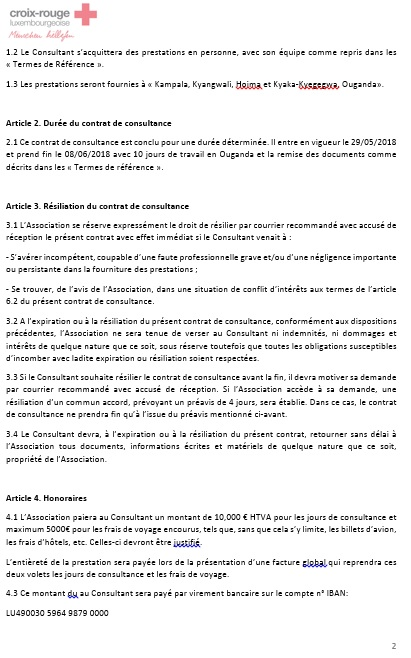 croix-rouge
luxembourgeoise
Mënschen hëllefen
1.2 Le Consultant s'acquittera des prestations en personne, avec son équipe comme repris dans les
« Termes de Référence ».
1.3 Les prestations seront fournies à « Kampala, Kyangwali, Hoima et Kyaka-Kyegegwa, Ouganda».
Article 2. Durée du contrat de consultance
2.1 Ce contrat de consultance est conclu pour une durée déterminée. Il entre en vigueur le 29/05/2018
et prend fin le 08/06/2018 avec 10 jours de travail en Ouganda et la remise des documents comme
décrits dans les « Termes de référence ».
Article 3. Résiliation du contrat de consultance
3.1 L'Association se réserve expressément le droit de résilier par courrier recommandé avec accusé de
réception le présent contrat avec effet immédiat si le Consultant venait à :
- S'avérer incompétent, coupable d'une faute professionnelle grave et/ou d'une négligence importante
ou persistante dans la fourniture des prestations ;
- Se trouver, de l'avis de l'Association, dans une situation de conflit d'intérêts aux termes de l'article
6.2 du présent contrat de consultance.
3.2 A l'expiration ou à la résiliation du présent contrat de consultance, conformément aux dispositions
précédentes, l'Association ne sera tenue de verser au Consultant ni indemnités, ni dommages et
intérêts de quelque nature que ce soit, sous réserve toutefois que toutes les obligations susceptibles
d'incomber avec ladite expiration ou résiliation soient respectées.
3.3 Si le Consultant souhaite résilier le contrat de consultance avant la fin, il devra motiver sa demande
par courrier recommandé avec accusé de réception. Si l'Association accède à sa demande, une
résiliation d'un commun accord, prévoyant un préavis de 4 jours, sera établie. Dans ce cas, le contrat
de consultance ne prendra fin qu'à l'issue du préavis mentionné ci-avant.
3.4 Le Consultant devra, à l'expiration ou à la résiliation du présent contrat, retourner sans délai à
l'Association tous documents, informations écrites et matériels de quelque nature que ce soit,
propriété de l'Association.
Article 4. Honoraires
4.1 L'Association paiera au Consultant un montant de 10,000 € HTVA pour les jours de consultance et
maximum 5000€ pour les frais de voyage encourus, tels que, sans que cela s'y limite, les billets d'avion,
les frais d'hôtels, etc. Celles-ci devront être justifié.
L'entièreté de la prestation sera payée lors de la présentation d'une facture global qui reprendra ces
deux volets les jours de consultance et les frais de voyage.
4.3 Ce montant du au Consultant sera payé par virement bancaire sur le compte n° IBAN:
LU490030 5964 9879 0000
2